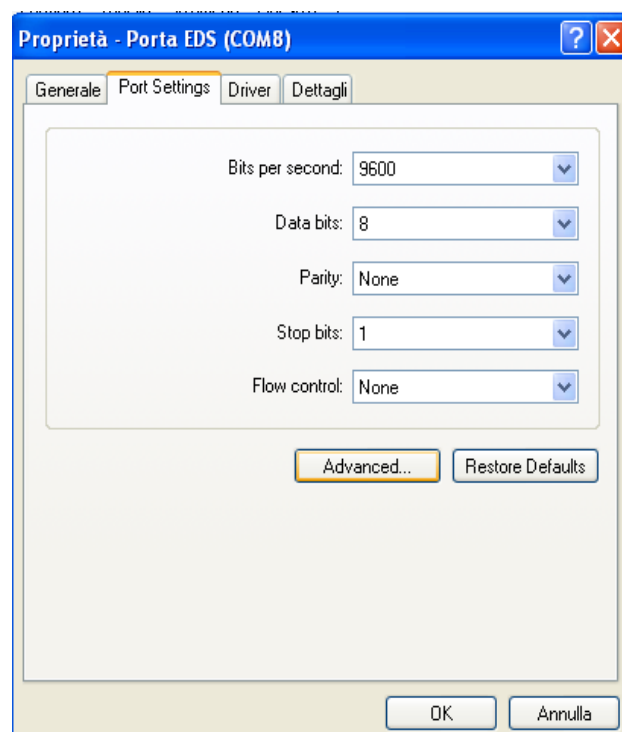 Proprietà - Porta EDS (COM8)
Generale Port Settings Driver Dettagli
Bits per second: 9600
Data bits: 8
Parity: None
Stop bits: 1
Flow control: None
Advanced... Restore Defaults
OK Annulla